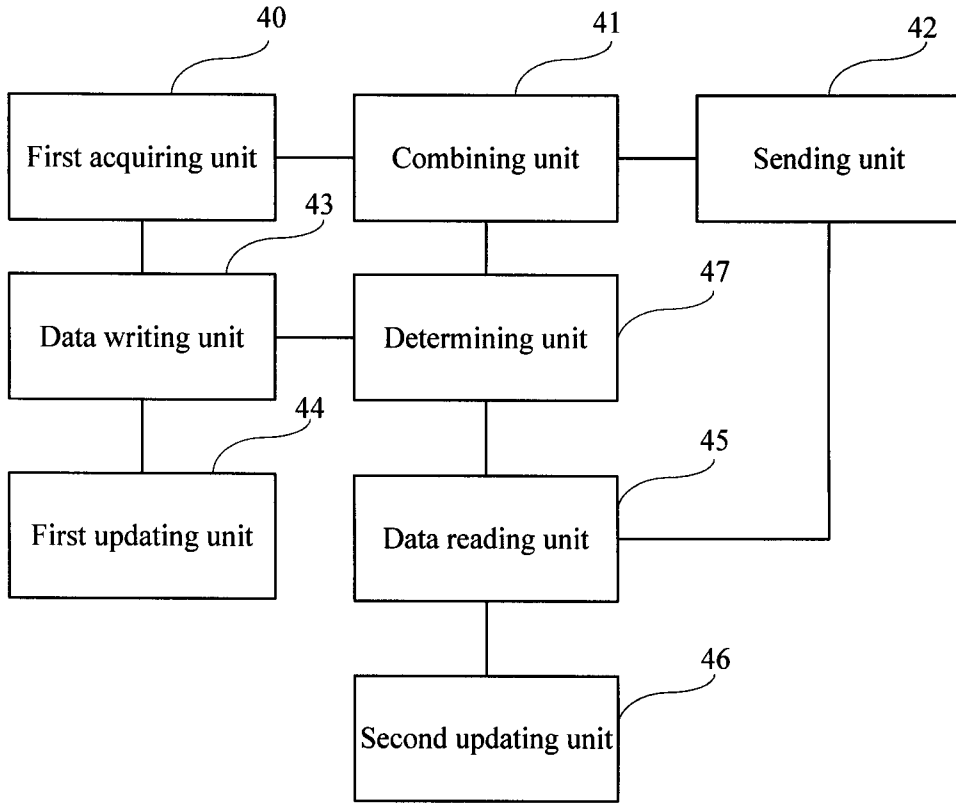 40
41
42
First acquiring unit
Combining unit
Sending unit
43
47
Data writing unit
Determining unit
44
45
First updating unit
Data reading unit
46
Second updating unit